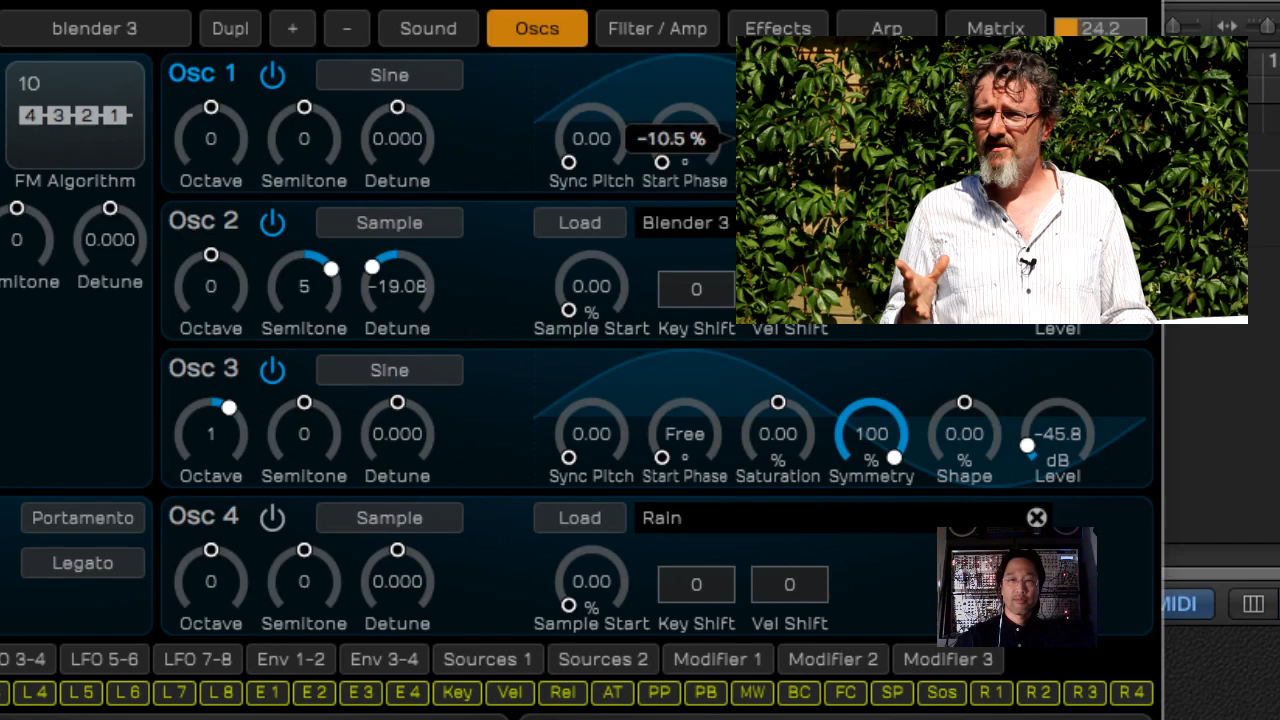 blender 3 Dupl + - Sound Oscs Filter / Amp Effects Arp Matrix 24.2
10
4 3 2 1
FM Algorithm
0 0.000
mitone Detune
Portamento
Legato
Osc 1 Sine
0 0 0.000 0.00 -10.5 %
Octave Semitone Detune Sync Pitch Start Phase
Osc 2 Sample Load Blender 3
0 5 -19.08 0.00 % 0
Octave Semitone Detune Sample Start Key Shift Vel Shift Level
Osc 3 Sine
1 0 0.000 0.00 Free ° 0.00 % 100 % 0.00 % -45.8 dB
Octave Semitone Detune Sync Pitch Start Phase Saturation Symmetry Shape Level
Osc 4 Sample Load Rain
0 0 0.000 0.00 % 0 0
Octave Semitone Detune Sample Start Key Shift Vel Shift
MIDI
O 3-4 LFO 5-6 LFO 7-8 Env 1-2 Env 3-4 Sources 1 Sources 2 Modifier 1 Modifier 2 Modifier 3
L 4 L 5 L 6 L 7 L 8 E 1 E 2 E 3 E 4 Key Vel Rel AT PP PB MW BC FC SP Sos R 1 R 2 R 3 R 4